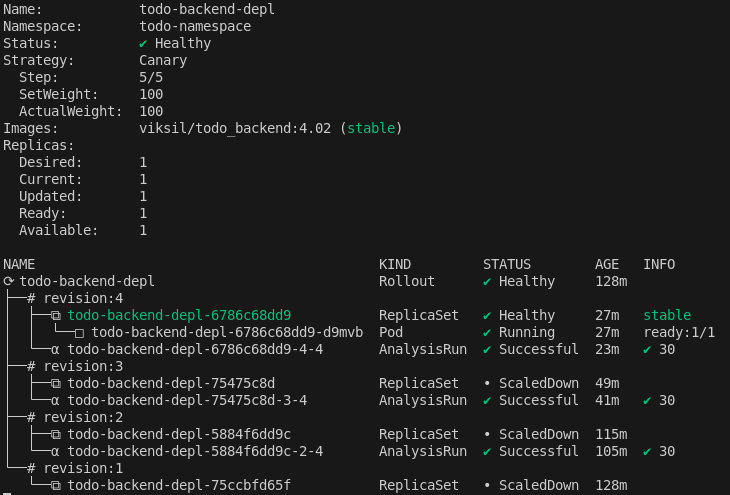 Name:            todo-backend-depl
Namespace:       todo-namespace
Status:          ✔ Healthy
Strategy:        Canary
  Step:          5/5
  SetWeight:     100
  ActualWeight:  100
Images:          viksil/todo_backend:4.02 (stable)
Replicas:
  Desired:       1
  Current:       1
  Updated:       1
  Ready:         1
  Available:     1

NAME                                           KIND         STATUS        AGE   INFO
⟳ todo-backend-depl                            Rollout      ✔ Healthy     128m
├──# revision:4
│  ├──⧉ todo-backend-depl-6786c68dd9           ReplicaSet   ✔ Healthy     27m   stable
│  │  └──□ todo-backend-depl-6786c68dd9-d9mvb  Pod          ✔ Running     27m   ready:1/1
│  └──α todo-backend-depl-6786c68dd9-4-4       AnalysisRun  ✔ Successful  23m   ✔ 30
├──# revision:3
│  ├──⧉ todo-backend-depl-75475c8d             ReplicaSet   • ScaledDown  49m
│  └──α todo-backend-depl-75475c8d-3-4         AnalysisRun  ✔ Successful  41m   ✔ 30
├──# revision:2
│  ├──⧉ todo-backend-depl-5884f6dd9c           ReplicaSet   • ScaledDown  115m
│  └──α todo-backend-depl-5884f6dd9c-2-4       AnalysisRun  ✔ Successful  105m  ✔ 30
└──# revision:1
   └──⧉ todo-backend-depl-75ccbfd65f           ReplicaSet   • ScaledDown  128m